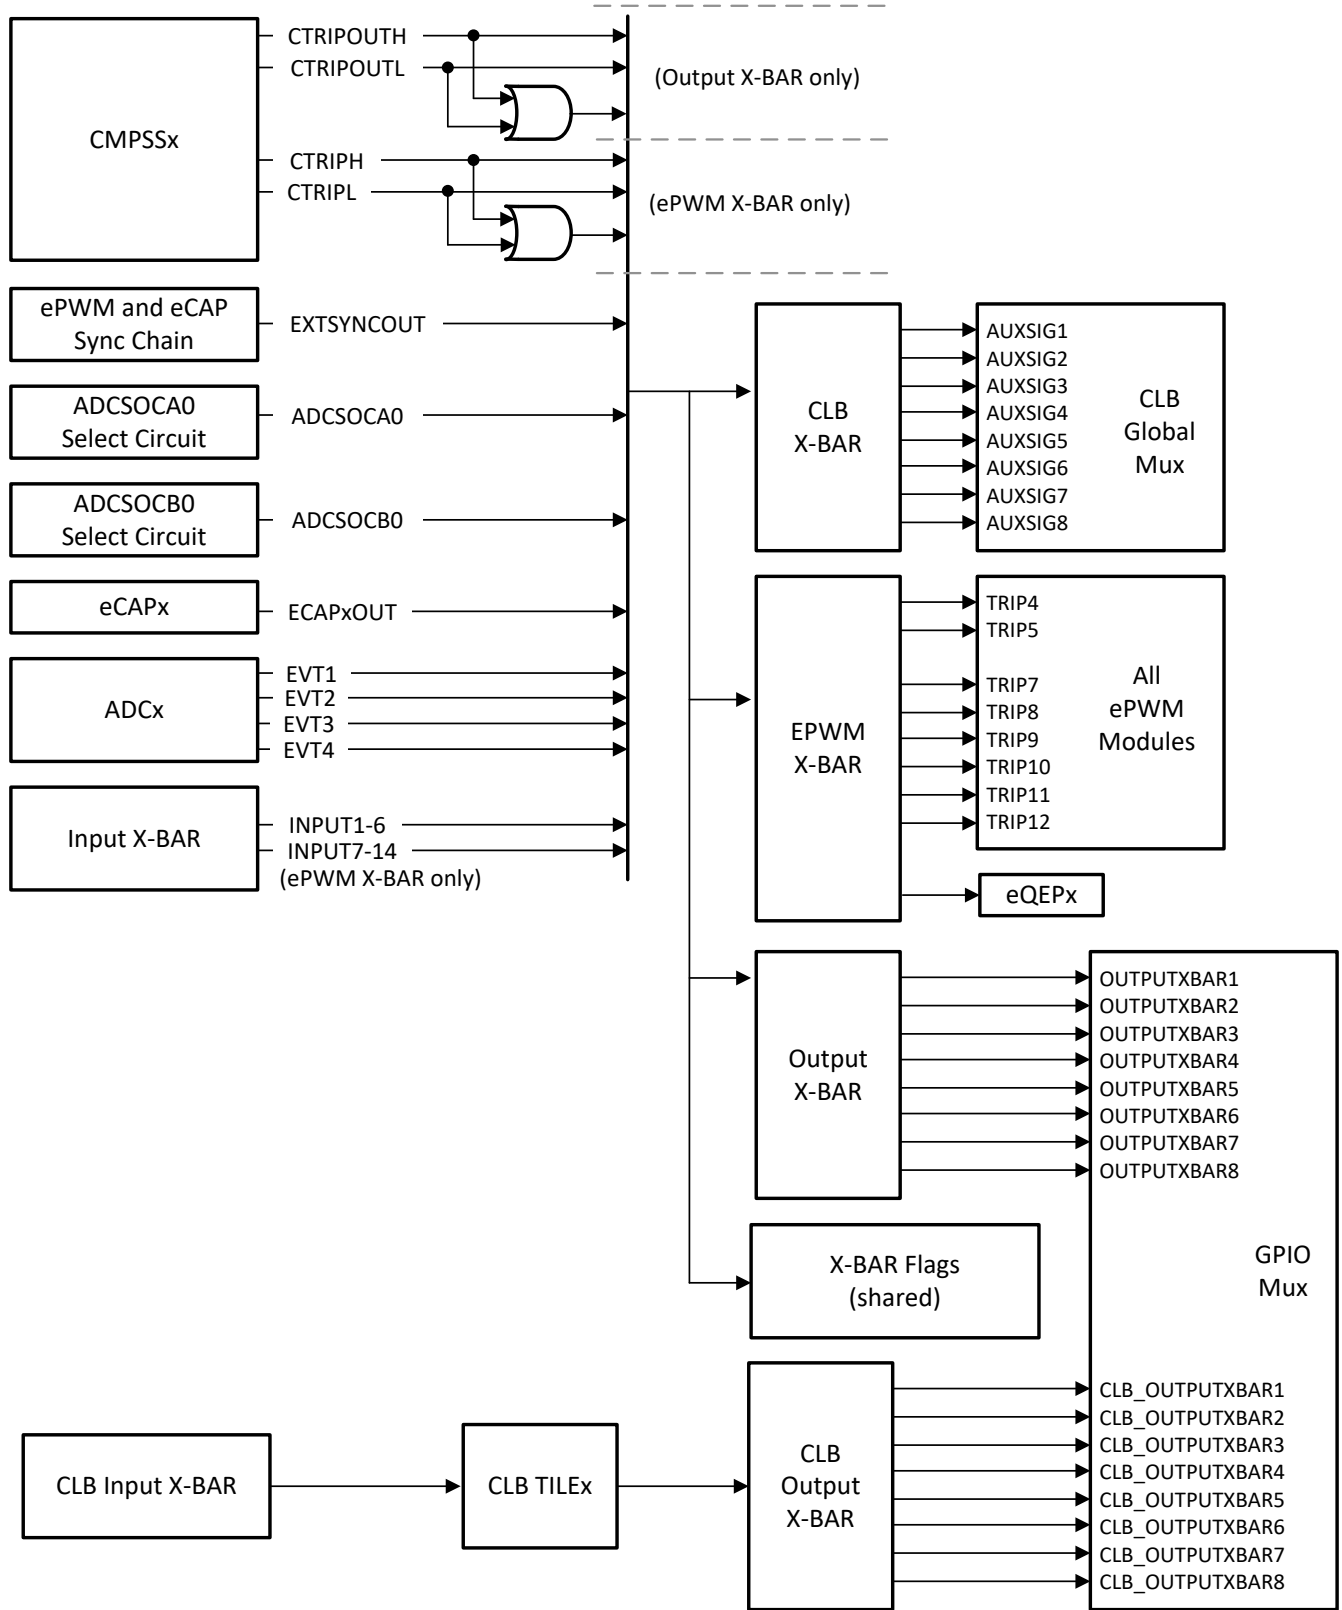 CMPSSx
CTRIPOUTH
CTRIPOUTL
(Output X-BAR only)
CTRIPH
CTRIPL
(ePWM X-BAR only)
ePWM and eCAP
Sync Chain
EXTSYNCOUT
ADCSOCA0
Select Circuit
ADCSOCA0
ADCSOCB0
Select Circuit
ADCSOCB0
eCAPx
ECAPxOUT
ADCx
EVT1
EVT2
EVT3
EVT4
Input X-BAR
INPUT1-6
INPUT7-14
(ePWM X-BAR only)
CLB
X-BAR
AUXSIG1
AUXSIG2
AUXSIG3
AUXSIG4
AUXSIG5
AUXSIG6
AUXSIG7
AUXSIG8
CLB
Global
Mux
EPWM
X-BAR
TRIP4
TRIP5
TRIP7
TRIP8
TRIP9
TRIP10
TRIP11
TRIP12
All
ePWM
Modules
eQEPx
Output
X-BAR
OUTPUTXBAR1
OUTPUTXBAR2
OUTPUTXBAR3
OUTPUTXBAR4
OUTPUTXBAR5
OUTPUTXBAR6
OUTPUTXBAR7
OUTPUTXBAR8
X-BAR Flags
(shared)
GPIO
Mux
CLB Input X-BAR
CLB TILEx
CLB
Output
X-BAR
CLB_OUTPUTXBAR1
CLB_OUTPUTXBAR2
CLB_OUTPUTXBAR3
CLB_OUTPUTXBAR4
CLB_OUTPUTXBAR5
CLB_OUTPUTXBAR6
CLB_OUTPUTXBAR7
CLB_OUTPUTXBAR8